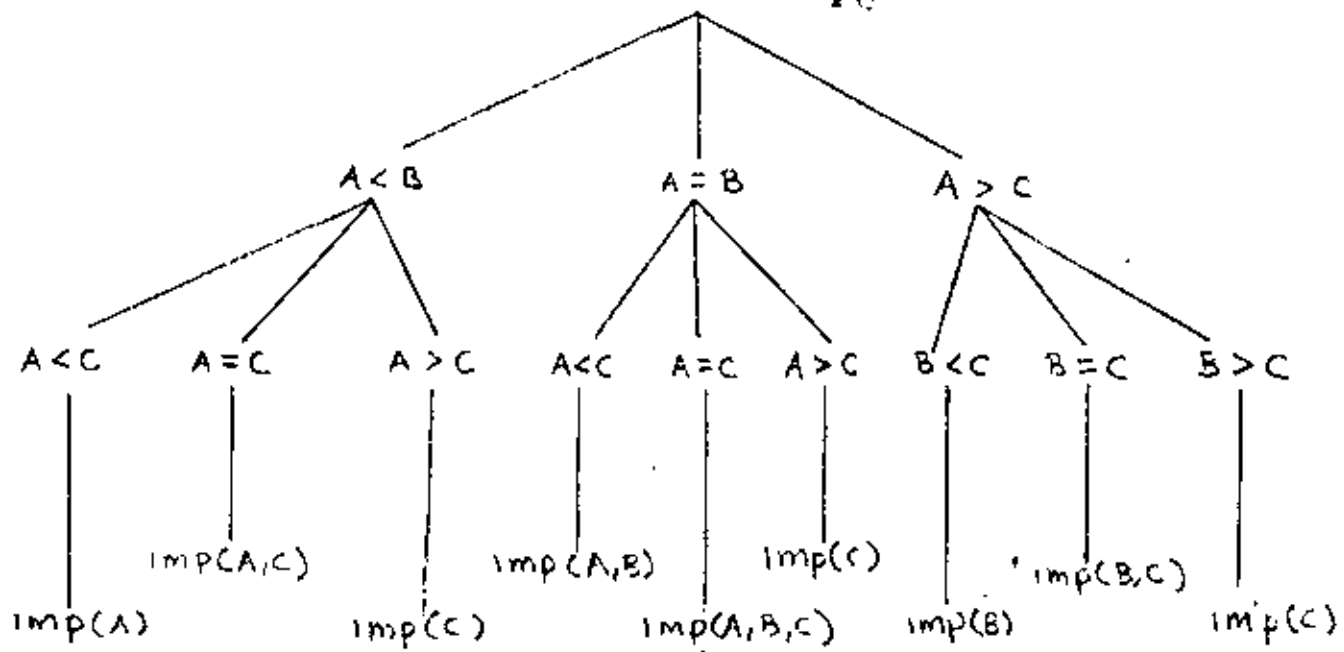 A < B A = B A > C
A < C A = C A > C A < C A = C A > C B < C B = C B > C
imp(A,C) imp(A,B) imp(C) imp(B,C)
imp(A) imp(C) imp(A,B,C) imp(B) imp(C)